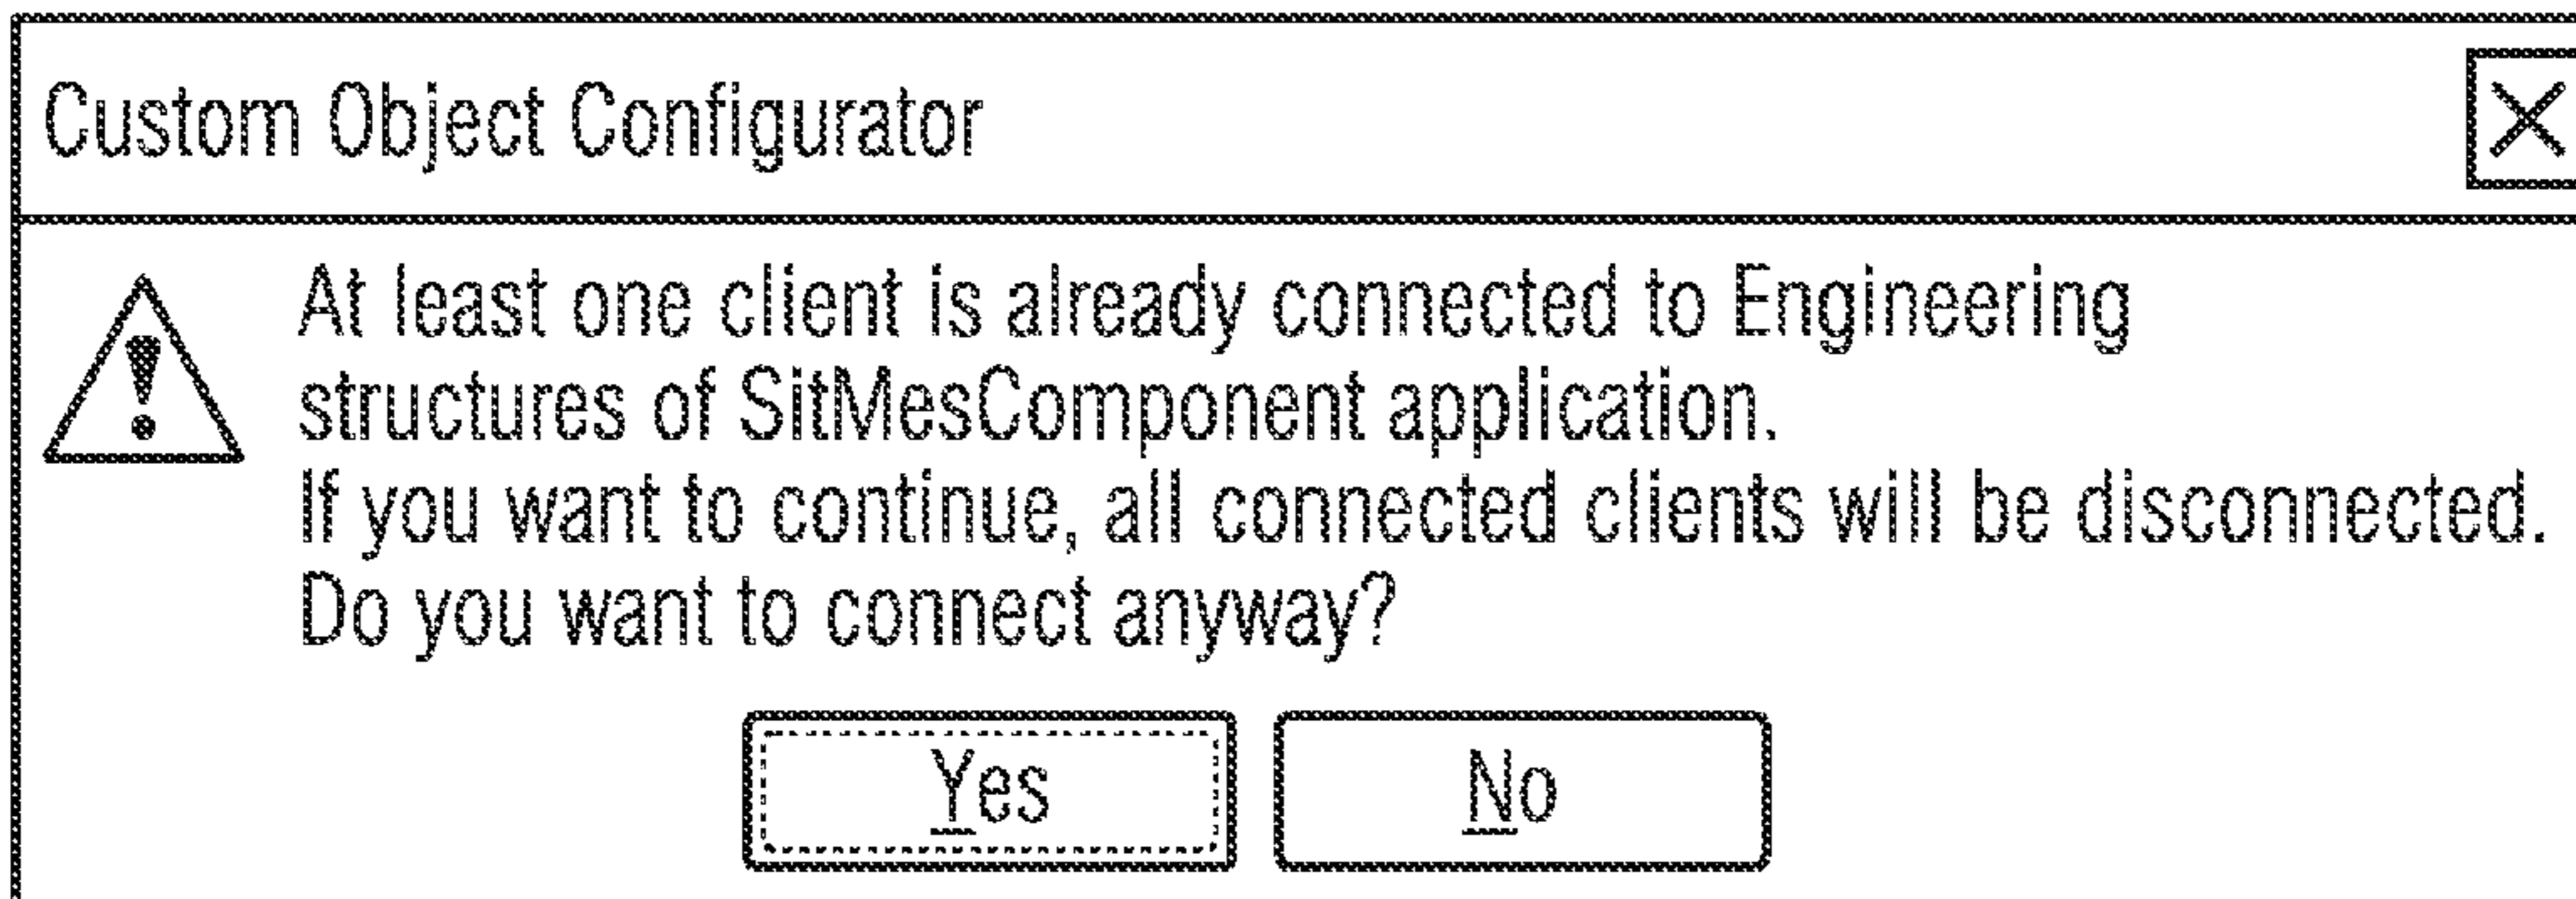 Custom Object Configurator
At least one client is already connected to Engineering
structures of SitMesComponent application.
If you want to continue, all connected clients will be disconnected.
Do you want to connect anyway?
Yes No